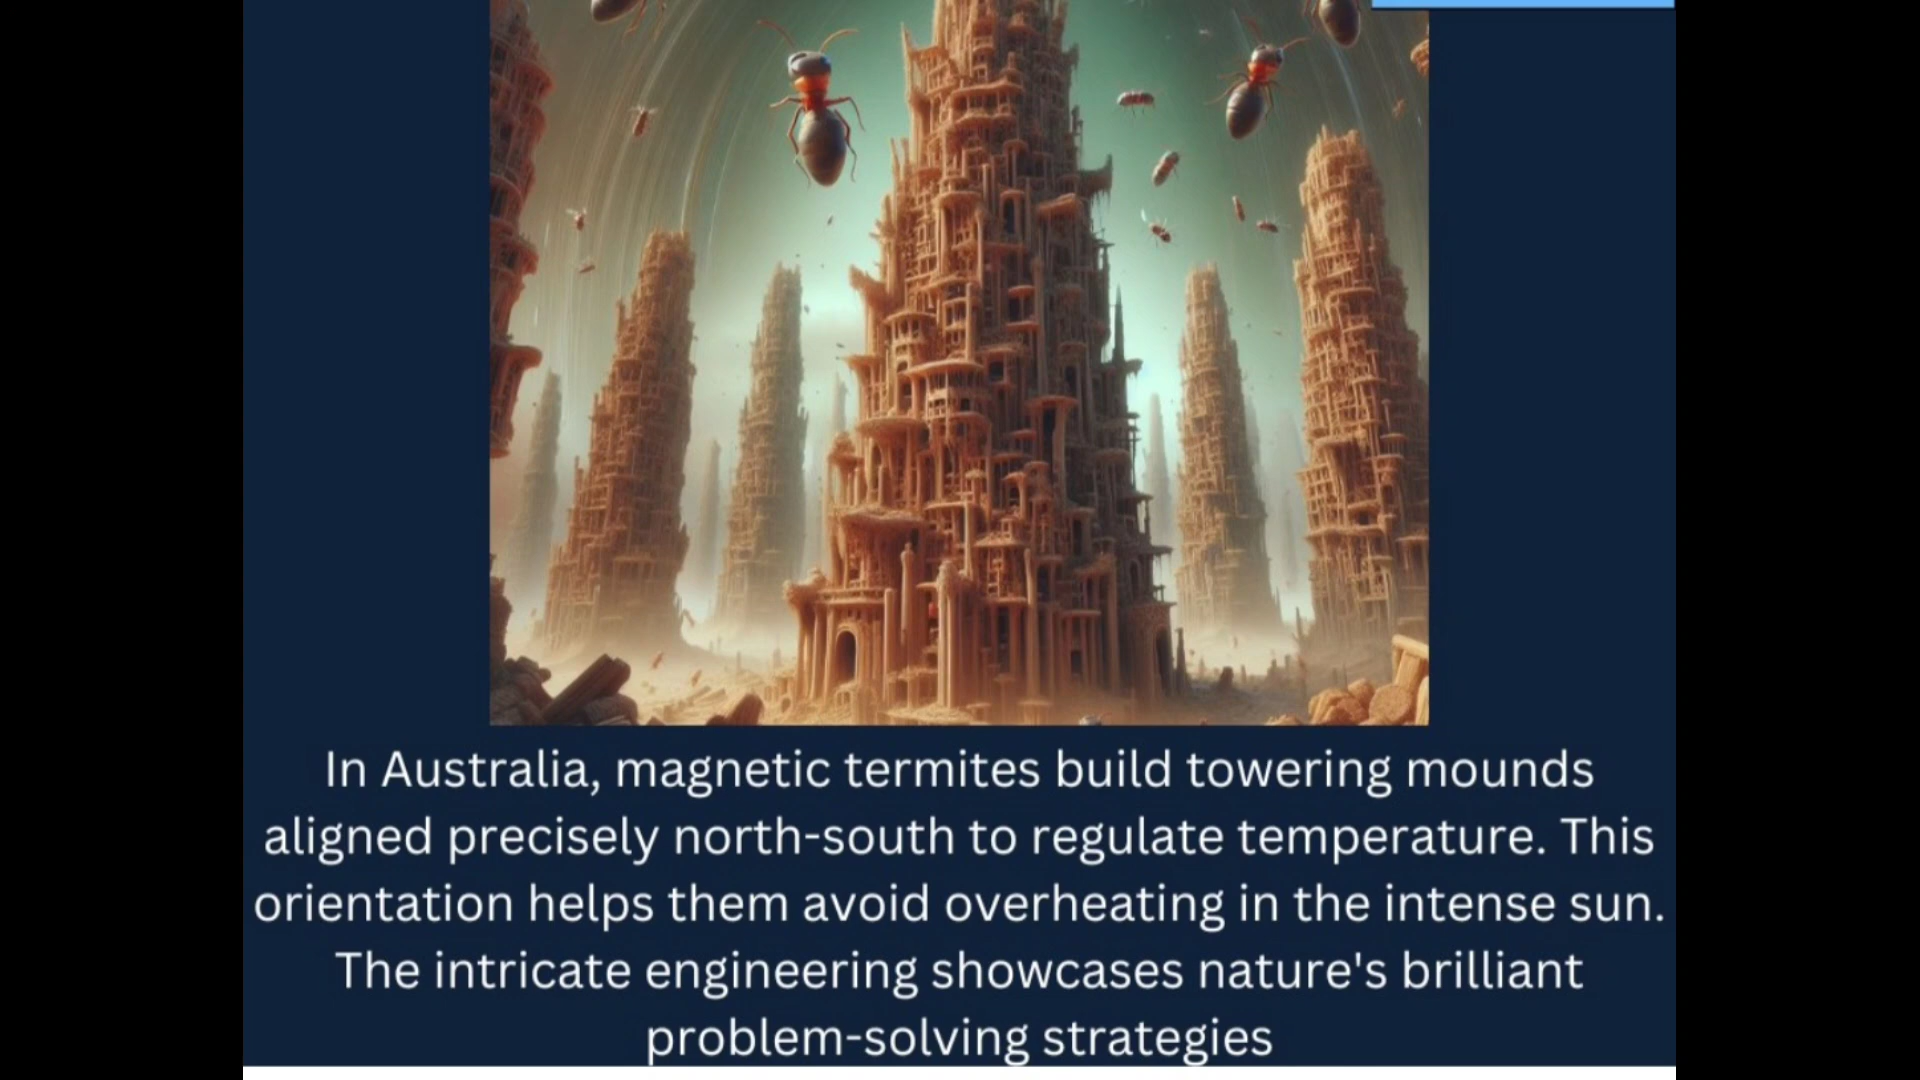 In Australia, magnetic termites build towering mounds
aligned precisely north-south to regulate temperature. This
orientation helps them avoid overheating in the intense sun.
The intricate engineering showcases nature's brilliant
problem-solving strategies